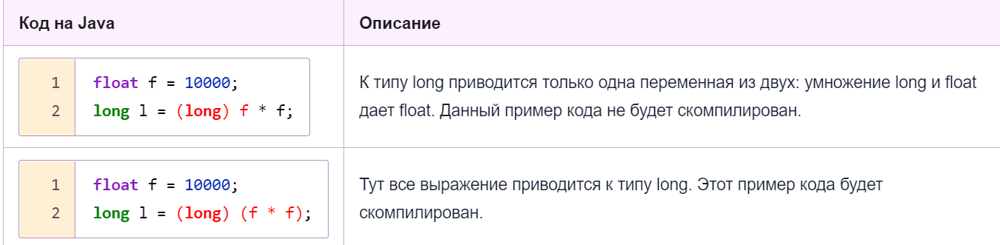 Код на Java
Описание
1 float f = 10000;
2 long l = (long) f * f;
К типу long приводится только одна переменная из двух: умножение long и float
дает float. Данный пример кода не будет скомпилирован.
1 float f = 10000;
2 long l = (long) (f * f);
Тут все выражение приводится к типу long. Этот пример кода будет
скомпилирован.